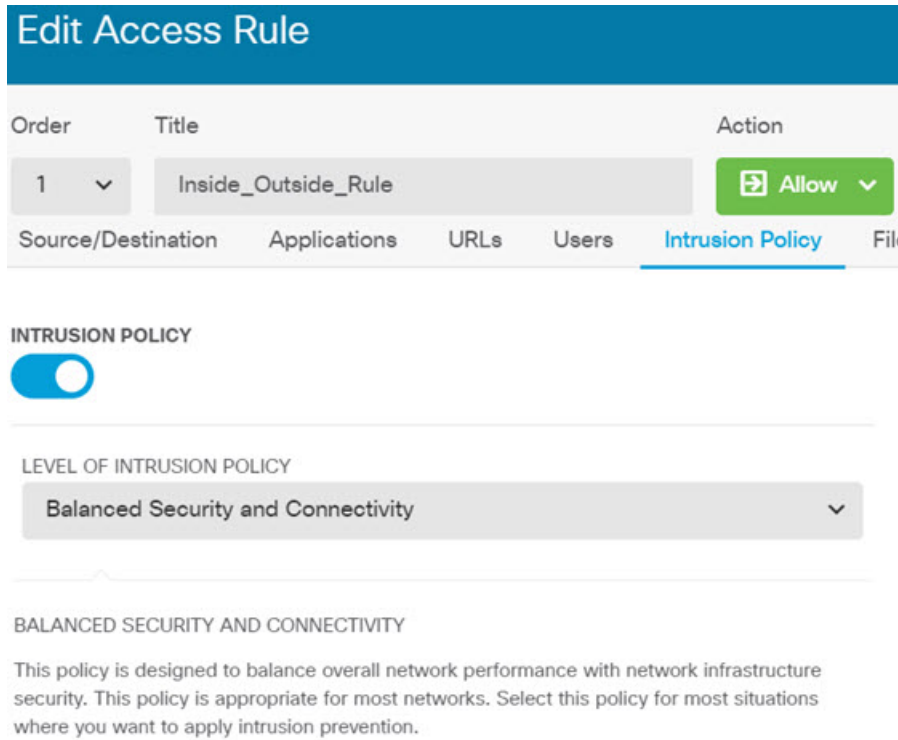 Edit Access Rule
Order Title Action
1 Inside_Outside_Rule Allow
Source/Destination Applications URLs Users Intrusion Policy Fil
INTRUSION POLICY
LEVEL OF INTRUSION POLICY
Balanced Security and Connectivity
BALANCED SECURITY AND CONNECTIVITY
This policy is designed to balance overall network performance with network infrastructure
security. This policy is appropriate for most networks. Select this policy for most situations
where you want to apply intrusion prevention.